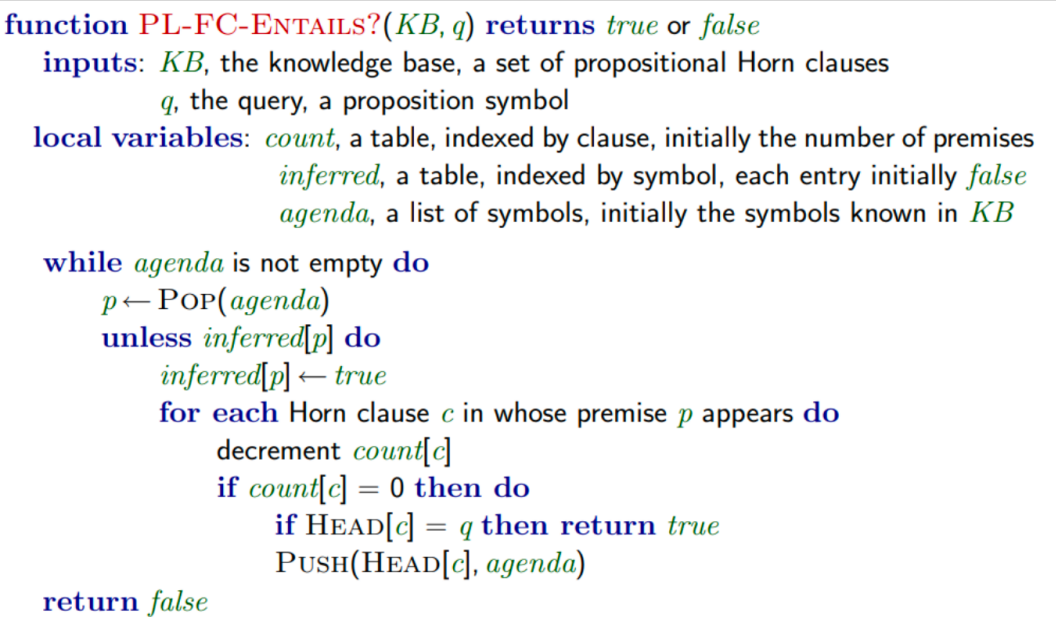 function PL-FC-ENTAILS?(KB, q) returns true or false
inputs: KB, the knowledge base, a set of propositional Horn clauses
q, the query, a proposition symbol
local variables: count, a table, indexed by clause, initially the number of premises
inferred, a table, indexed by symbol, each entry initially false
agenda, a list of symbols, initially the symbols known in KB
while agenda is not empty do
p ← POP(agenda)
unless inferred[p] do
inferred[p] ← true
for each Horn clause c in whose premise p appears do
decrement count[c]
if count[c] = 0 then do
if HEAD[c] = q then return true
PUSH(HEAD[c], agenda)
return false